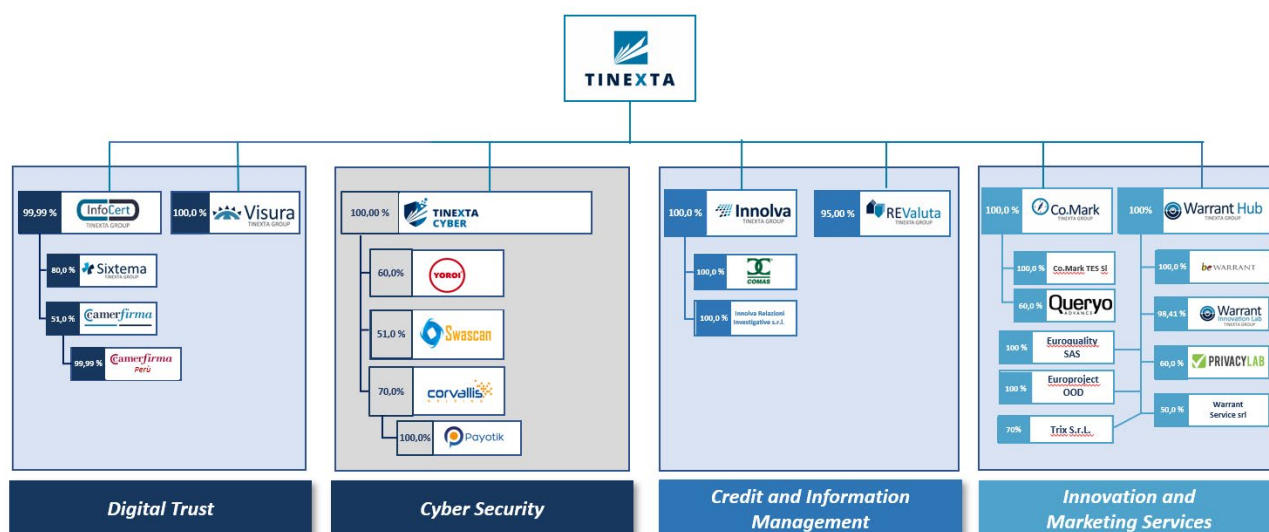 TINEXTA
99,99 %
InfoCert
TINEXTA GROUP
100,0 %
Visura
TINEXTA GROUP
80,0 %
Sixtema
TINEXTA GROUP
51,0 %
Camerfirma
99,99 %
Camerfirma
Perù
Digital Trust
100,00 %
TINEXTA
CYBER
60,0%
YOROI
51,0 %
Swascan
70,0%
corvallis
HOLDING
100,0%
Payotik
Cyber Security
100,0 %
Innolva
TINEXTA GROUP
95,00 %
REValuta
TINEXTA GROUP
100,0 %
COMAS
100,0 %
Innolva Relazioni
Investigative s.r.l.
Credit and Information
Management
100,0 %
Co.Mark
TINEXTA GROUP
100%
Warrant Hub
TINEXTA GROUP
100,0 %
Co.Mark TES Sl
60,0 %
Queryo
ADVANCE
100 %
Euroquality
SAS
100 %
Europroject
OOD
70%
Trix S.r.L.
100,0 %
beWARRANT
98,41 %
Warrant
Innovation Lab
TINEXTA GROUP
60,0 %
PRIVACYLAB
50,0 %
Warrant
Service srl
Innovation and
Marketing Services